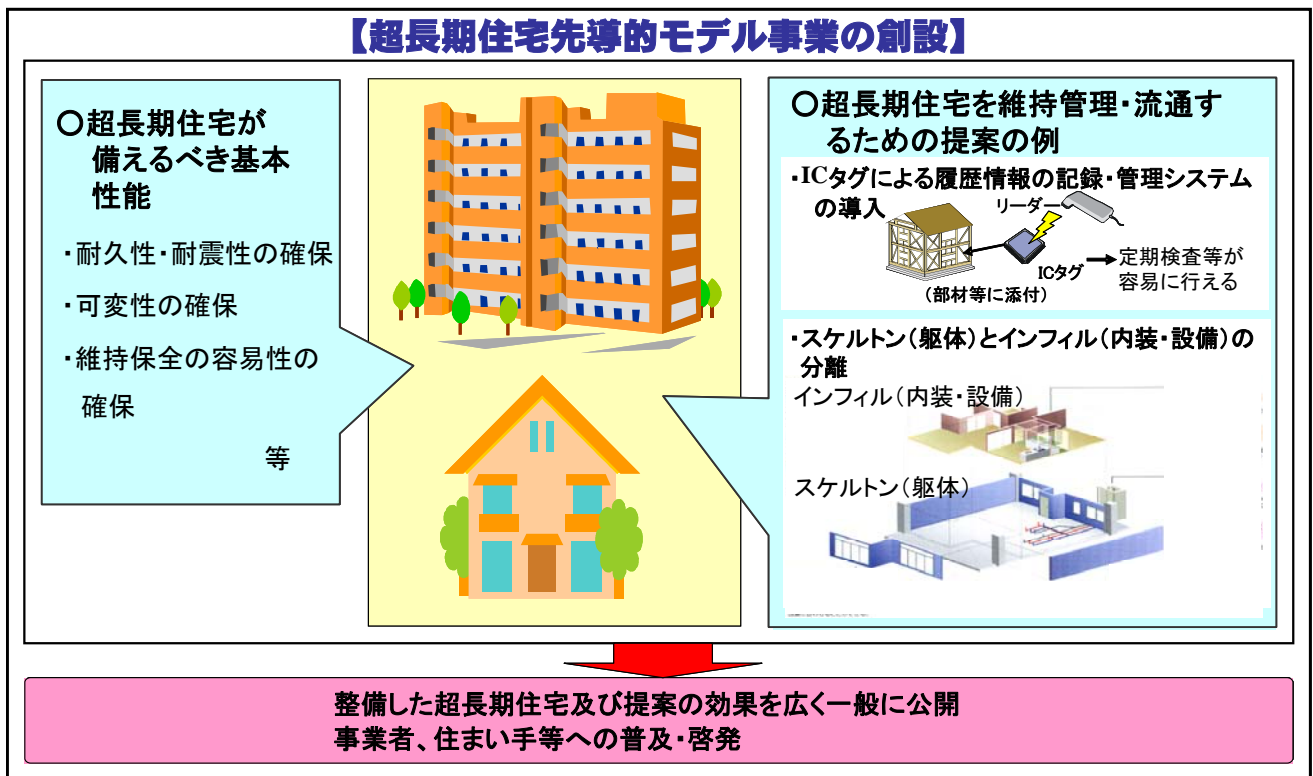 【超長期住宅先導的モデル事業の創設】
〇超長期住宅が
備えるべき基本
性能
・耐久性・耐震性の確保
・可変性の確保
・維持保全の容易性の
確保
等
〇超長期住宅を維持管理・流通す
るための提案の例
・ICタグによる履歴情報の記録・管理システム
の導入
リーダー
ICタグ
(部材等に添付)
定期検査等が
容易に行える
・スケルトン(躯体)とインフィル(内装・設備)の
分離
インフィル(内装・設備)
スケルトン(躯体)
整備した超長期住宅及び提案の効果を広く一般に公開
事業者、住まい手等への普及・啓発